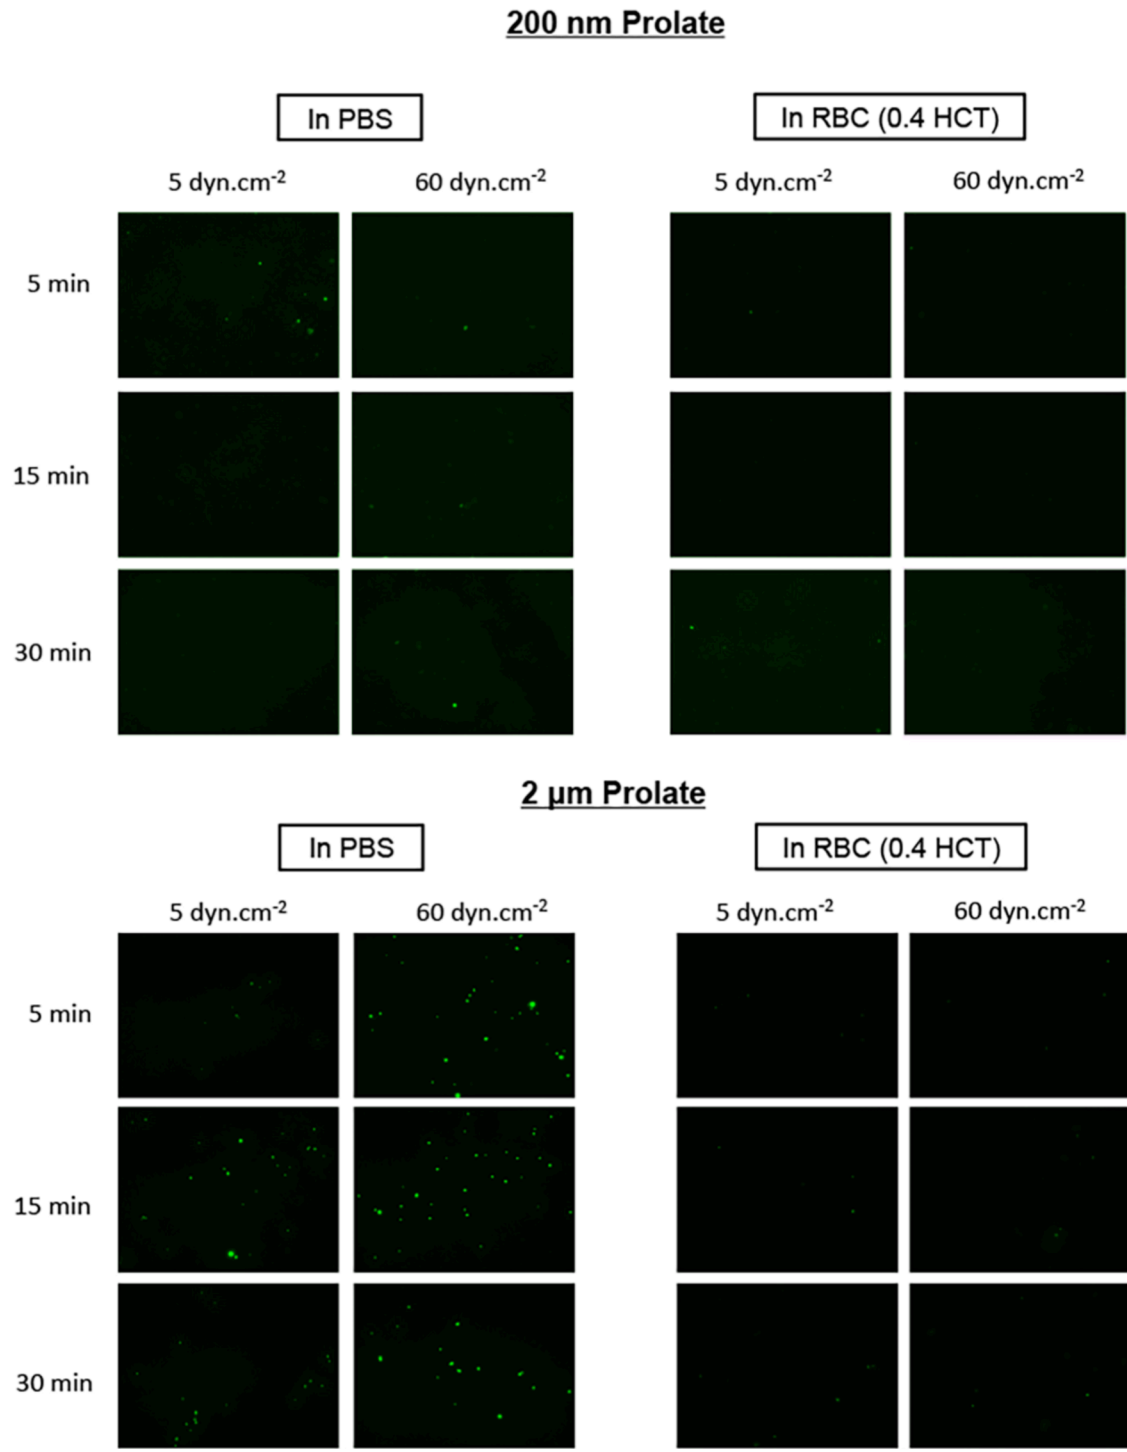 200 nm Prolate
In PBS
In RBC (0.4 HCT)
5 dyn.cm⁻² 60 dyn.cm⁻² 5 dyn.cm⁻² 60 dyn.cm⁻²
5 min
15 min
30 min
2 µm Prolate
In PBS
In RBC (0.4 HCT)
5 dyn.cm⁻² 60 dyn.cm⁻² 5 dyn.cm⁻² 60 dyn.cm⁻²
5 min
15 min
30 min